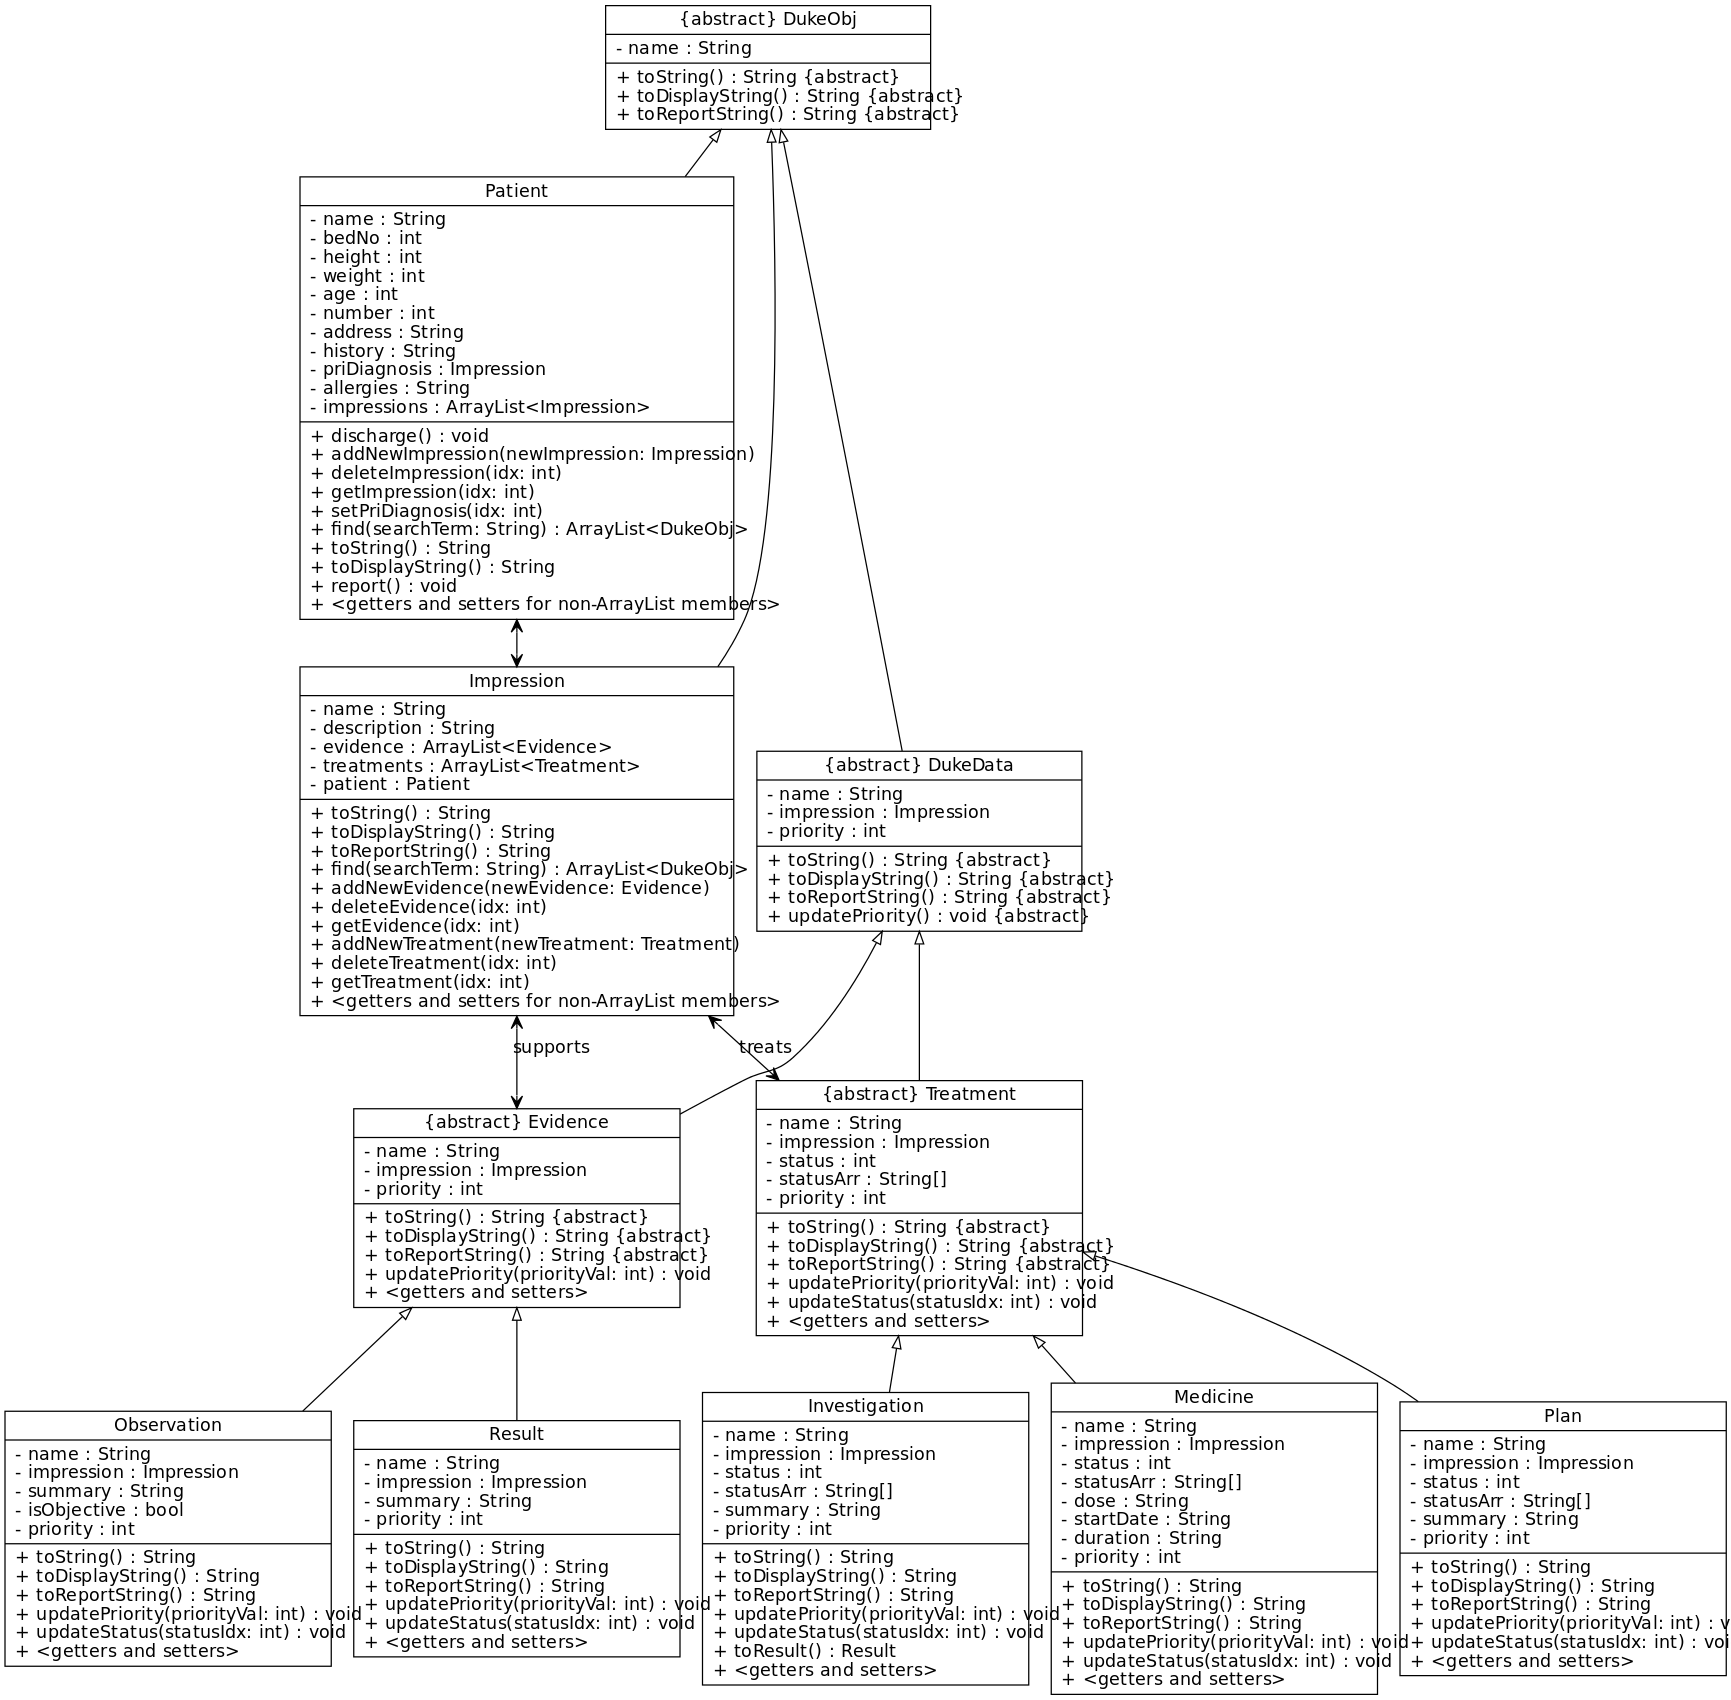 {abstract} DukeObj
- name : String
+ toString() : String {abstract}
+ toDisplayString() : String {abstract}
+ toReportString() : String {abstract}
Patient
- name : String
- bedNo : int
- height : int
- weight : int
- age : int
- number : int
- address : String
- history : String
- priDiagnosis : Impression
- allergies : String
- impressions : ArrayList<Impression>
+ discharge() : void
+ addNewImpression(newImpression: Impression)
+ deleteImpression(idx: int)
+ getImpression(idx: int)
+ setPriDiagnosis(idx: int)
+ find(searchTerm: String) : ArrayList<DukeObj>
+ toString() : String
+ toDisplayString() : String
+ report() : void
+ <getters and setters for non-ArrayList members>
Impression
- name : String
- description : String
- evidence : ArrayList<Evidence>
- treatments : ArrayList<Treatment>
- patient : Patient
+ toString() : String
+ toDisplayString() : String
+ toReportString() : String
+ find(searchTerm: String) : ArrayList<DukeObj>
+ addNewEvidence(newEvidence: Evidence)
+ deleteEvidence(idx: int)
+ getEvidence(idx: int)
+ addNewTreatment(newTreatment: Treatment)
+ deleteTreatment(idx: int)
+ getTreatment(idx: int)
+ <getters and setters for non-ArrayList members>
{abstract} DukeData
- name : String
- impression : Impression
- priority : int
+ toString() : String {abstract}
+ toDisplayString() : String {abstract}
+ toReportString() : String {abstract}
+ updatePriority() : void {abstract}
supports
treats
{abstract} Evidence
- name : String
- impression : Impression
- priority : int
+ toString() : String {abstract}
+ toDisplayString() : String {abstract}
+ toReportString() : String {abstract}
+ updatePriority(priorityVal: int) : void
+ <getters and setters>
{abstract} Treatment
- name : String
- impression : Impression
- status : int
- statusArr : String[]
- priority : int
+ toString() : String {abstract}
+ toDisplayString() : String {abstract}
+ toReportString() : String {abstract}
+ updatePriority(priorityVal: int) : void
+ updateStatus(statusIdx: int) : void
+ <getters and setters>
Observation
- name : String
- impression : Impression
- summary : String
- isObjective : bool
- priority : int
+ toString() : String
+ toDisplayString() : String
+ toReportString() : String
+ updatePriority(priorityVal: int) : void
+ updateStatus(statusIdx: int) : void
+ <getters and setters>
Result
- name : String
- impression : Impression
- summary : String
- priority : int
+ toString() : String
+ toDisplayString() : String
+ toReportString() : String
+ updatePriority(priorityVal: int) : void
+ updateStatus(statusIdx: int) : void
+ <getters and setters>
Investigation
- name : String
- impression : Impression
- status : int
- statusArr : String[]
- summary : String
- priority : int
+ toString() : String
+ toDisplayString() : String
+ toReportString() : String
+ updatePriority(priorityVal: int) : void
+ updateStatus(statusIdx: int) : void
+ toResult() : Result
+ <getters and setters>
Medicine
- name : String
- impression : Impression
- status : int
- statusArr : String[]
- dose : String
- startDate : String
- duration : String
- priority : int
+ toString() : String
+ toDisplayString() : String
+ toReportString() : String
+ updatePriority(priorityVal: int) : void
+ updateStatus(statusIdx: int) : void
+ <getters and setters>
Plan
- name : String
- impression : Impression
- status : int
- statusArr : String[]
- summary : String
- priority : int
+ toString() : String
+ toDisplayString() : String
+ toReportString() : String
+ updatePriority(priorityVal: int) : v
+ updateStatus(statusIdx: int) : voi
+ <getters and setters>